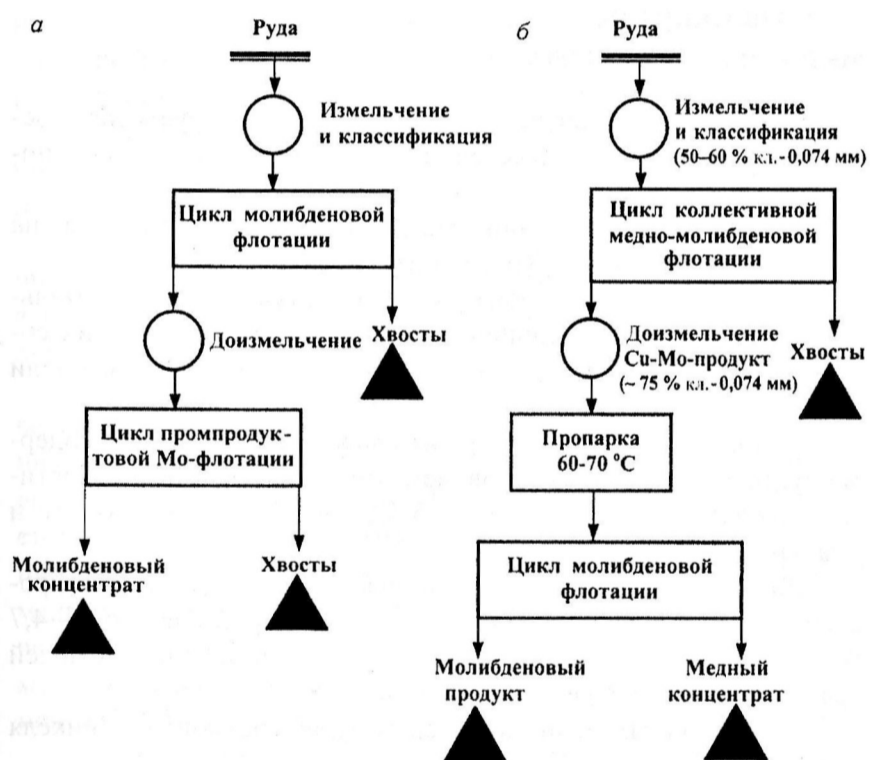 а
Руда
Измельчение
и классификация
Цикл молибденовой
флотации
Доизмельчение
Хвосты
Цикл промпродук-
товой Мо-флотации
Молибденовый
концентрат
Хвосты
б
Руда
Измельчение
и классификация
(50–60 % кл.-0,074 мм)
Цикл коллективной
медно-молибденовой
флотации
Доизмельчение
Cu-Mo-продукт
(~ 75 % кл.-0,074 мм)
Хвосты
Пропарка
60-70 °С
Цикл молибденовой
флотации
Молибденовый
продукт
Медный
концентрат